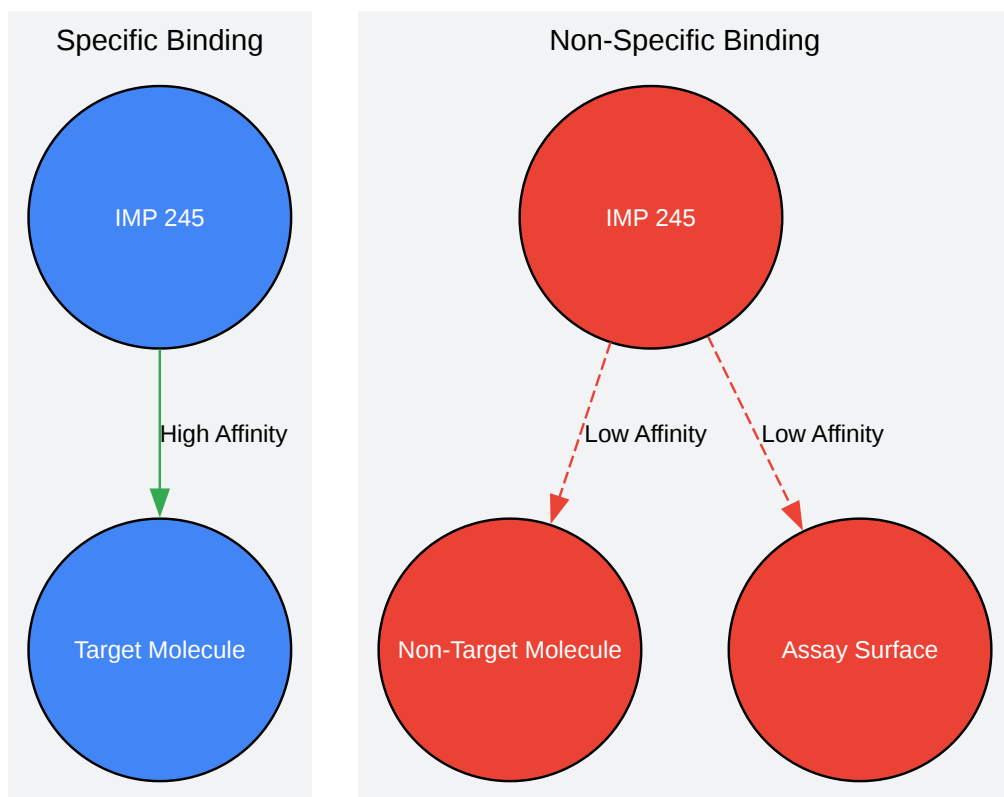 Specific Binding
IMP 245
High Affinity
Target Molecule
Non-Specific Binding
IMP 245
Low Affinity
Low Affinity
Non-Target Molecule
Assay Surface